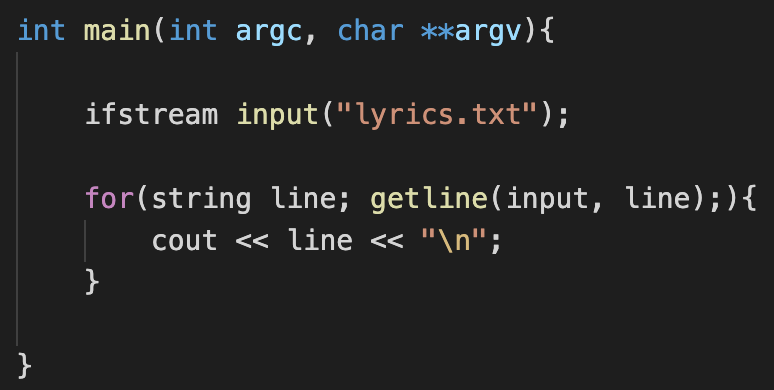 int main(int argc, char **argv){
ifstream input("lyrics.txt");
for(string line; getline(input, line);){
cout << line << "\n";
}
}